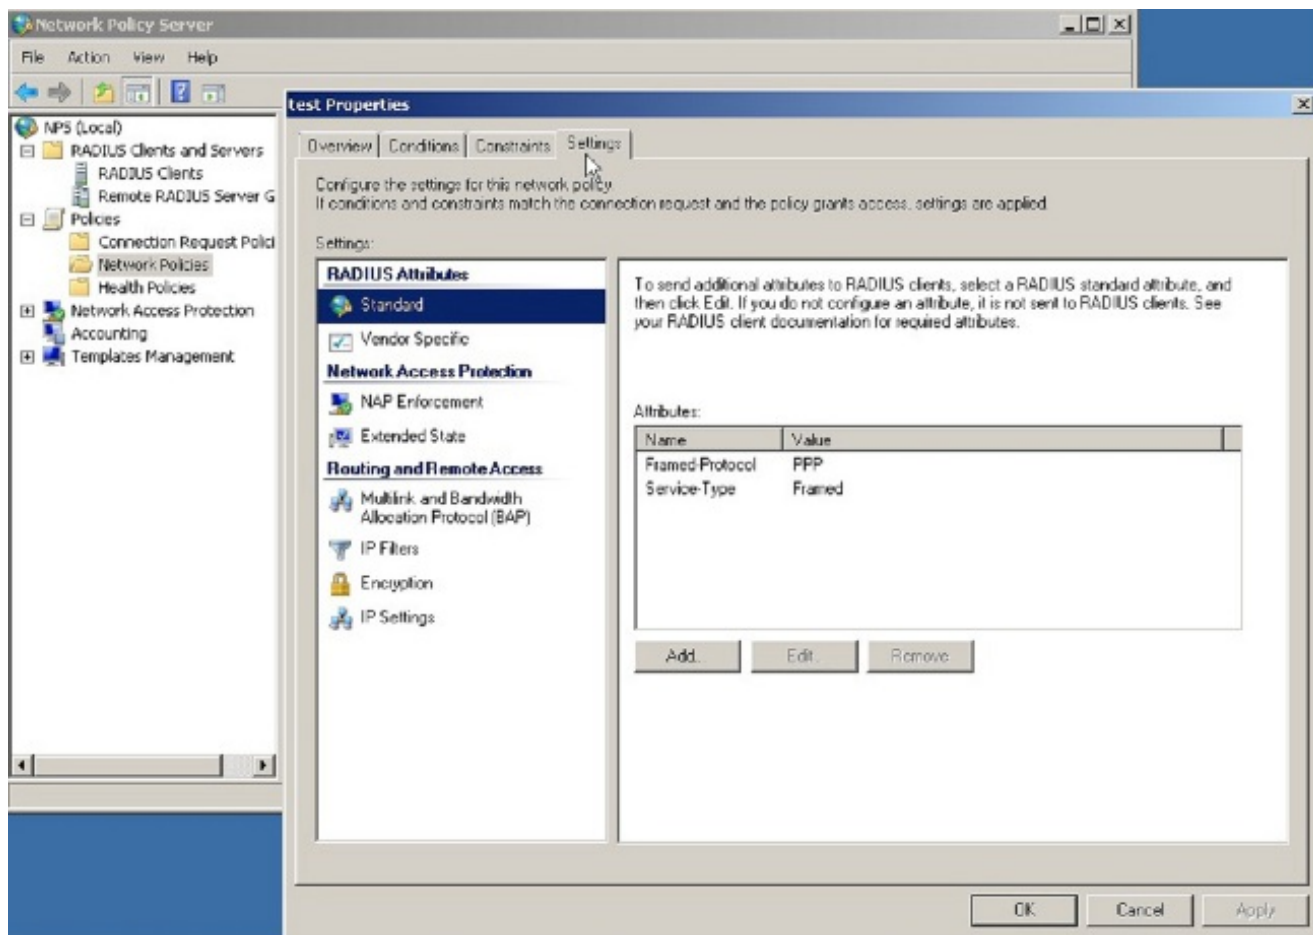 Network Policy Server
File Action View Help
NPS (Local)
RADIUS Clients and Servers
RADIUS Clients
Remote RADIUS Server G
Policies
Connection Request Polici
Network Policies
Health Policies
Network Access Protection
Accounting
Templates Management
test Properties
Overview Conditions Constraints Settings
Configure the settings for this network policy.
If conditions and constraints match the connection request and the policy grants access, settings are applied.
Settings:
RADIUS Attributes
Standard
Vendor Specific
Network Access Protection
NAP Enforcement
Extended State
Routing and Remote Access
Multilink and Bandwidth
Allocation Protocol (BAP)
IP Filters
Encryption
IP Settings
To send additional attributes to RADIUS clients, select a RADIUS standard attribute, and
then click Edit. If you do not configure an attribute, it is not sent to RADIUS clients. See
your RADIUS client documentation for required attributes.
Attributes:
Name Value
Framed-Protocol PPP
Service-Type Framed
Add... Edit... Remove
OK Cancel Apply